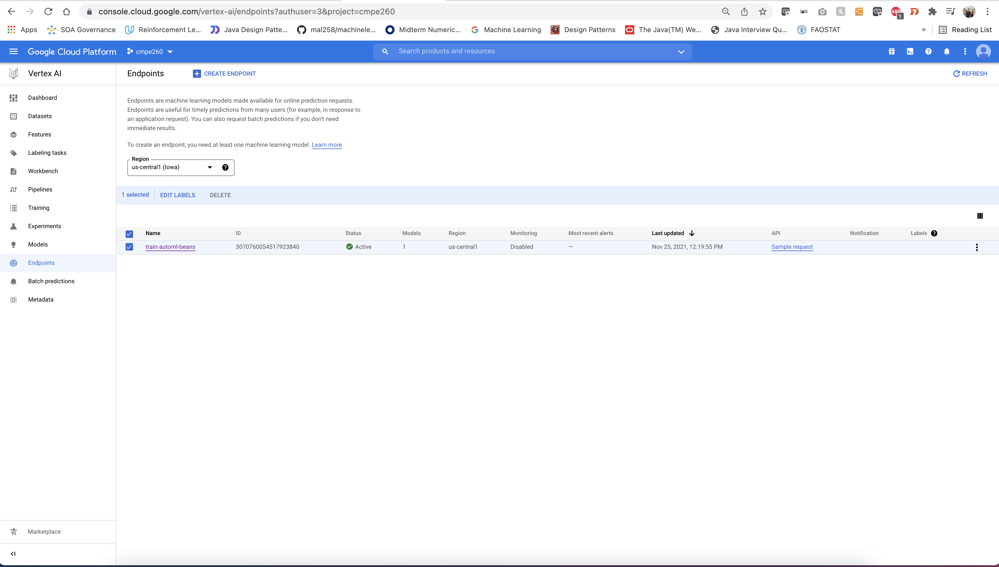 console.cloud.google.com/vertex-ai/endpoints?authuser=3&project=cmpe260
SOML
ABP
1
Apps SOA Governance Reinforcement Le... Java Design Patte... mal258/machinele... Midterm Numeric... Machine Learning Design Patterns The Java(TM) We... Java Interview Qu... FAOSTAT » Reading List
Google Cloud Platform cmpe260 Search products and resources
Vertex AI
Endpoints CREATE ENDPOINT REFRESH
Dashboard
Datasets
Features
Labeling tasks
Workbench
Pipelines
Training
Experiments
Models
Endpoints
Batch predictions
Metadata
Marketplace
Endpoints are machine learning models made available for online prediction requests.
Endpoints are useful for timely predictions from many users (for example, in response to
an application request). You can also request batch predictions if you don't need
immediate results.
To create an endpoint, you need at least one machine learning model. Learn more
Region
us-central1 (Iowa)
1 selected EDIT LABELS DELETE
Name ID Status Models Region Monitoring Most recent alerts Last updated API Notification Labels
train-automl-beans 3070760054517923840 Active 1 us-central1 Disabled — Nov 25, 2021, 12:19:55 PM Sample request